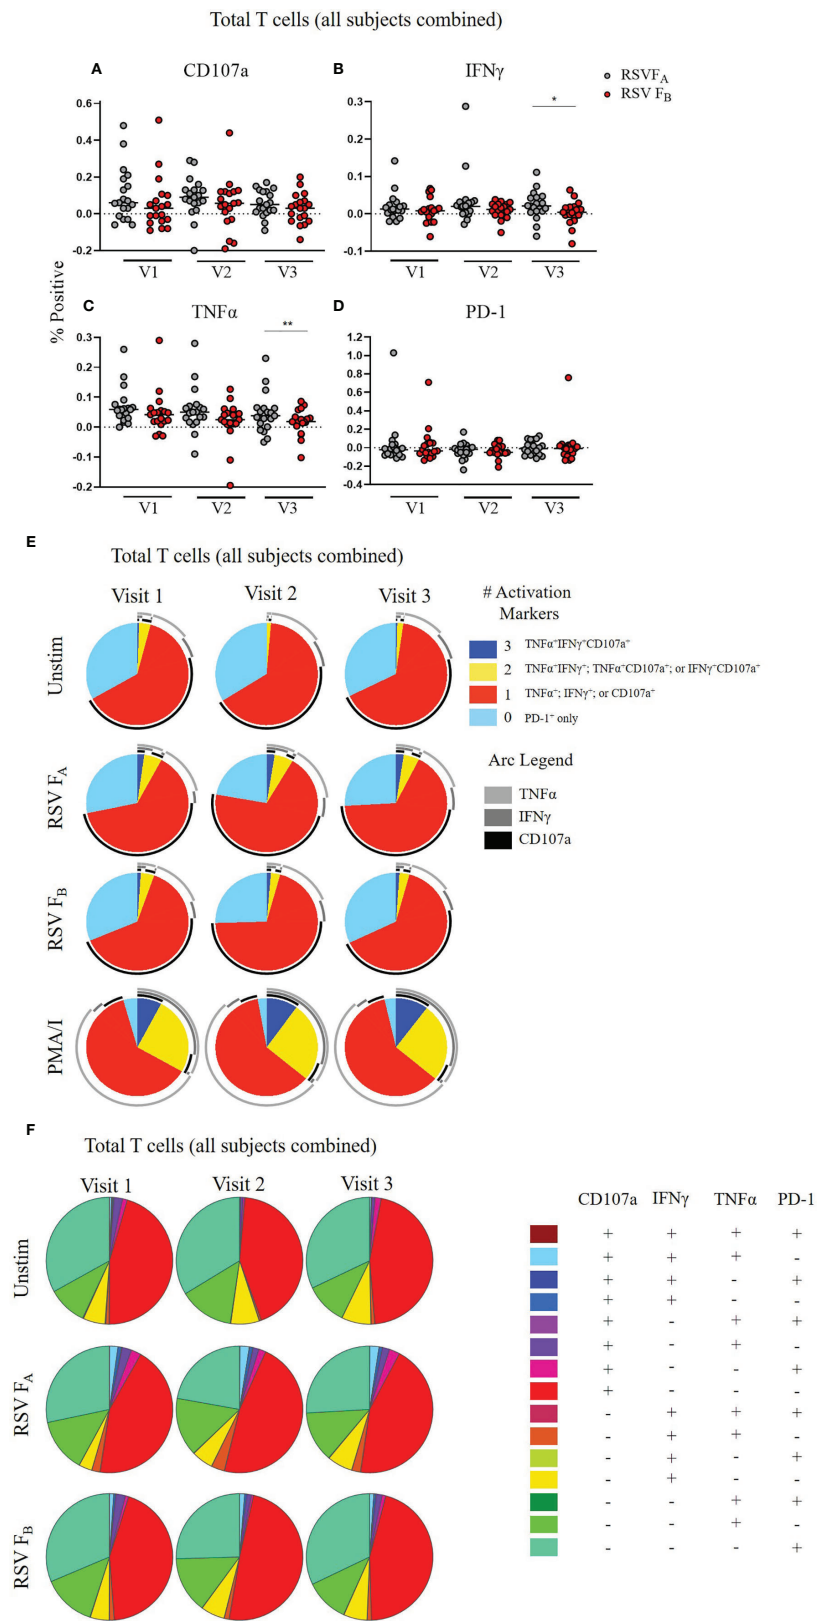 Total T cells (all subjects combined)
A CD107a B IFNγ
RSVF_A
RSV F_B
0.6
0.4
0.2
0.0
-0.2
V1 V2 V3
0.3
0.2
0.1
0.0
-0.1
*
V1 V2 V3
% Positive
C TNFα D PD-1
0.3
0.2
0.1
0.0
-0.1
-0.2
**
V1 V2 V3
1.2
1.0
0.8
0.6
0.4
0.2
0.0
-0.2
-0.4
V1 V2 V3
E
Total T cells (all subjects combined)
Visit 1 Visit 2 Visit 3
Unstim
RSV F_A
RSV F_B
PMA/I
# Activation
Markers
3 TNFα⁺IFNγ⁺CD107a⁺
2 TNFα⁺IFNγ⁺; TNFα⁺CD107a⁺; or IFNγ⁺CD107a⁺
1 TNFα⁺; IFNγ⁺; or CD107a⁺
0 PD-1⁺ only
Arc Legend
TNFα
IFNγ
CD107a
F
Total T cells (all subjects combined)
Visit 1 Visit 2 Visit 3
Unstim
RSV F_A
RSV F_B
CD107a IFNγ TNFα PD-1
+ + + +
+ + + -
+ + - +
+ + - -
+ - + +
+ - + -
+ - - +
+ - - -
- + + +
- + + -
- + - +
- + - -
- - + +
- - + -
- - - +